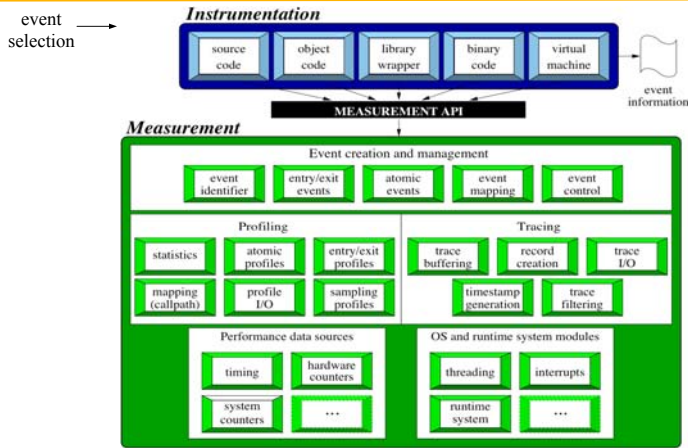 event
selection
Instrumentation
source
code
object
code
library
wrapper
binary
code
virtual
machine
event
information
MEASUREMENT API
Measurement
Event creation and management
event
identifier
entry/exit
events
atomic
events
event
mapping
event
control
Profiling
statistics
atomic
profiles
entry/exit
profiles
mapping
(callpath)
profile
I/O
sampling
profiles
Tracing
trace
buffering
record
creation
trace
I/O
timestamp
generation
trace
filtering
Performance data sources
timing
hardware
counters
system
counters
...
OS and runtime system modules
threading
interrupts
runtime
system
...